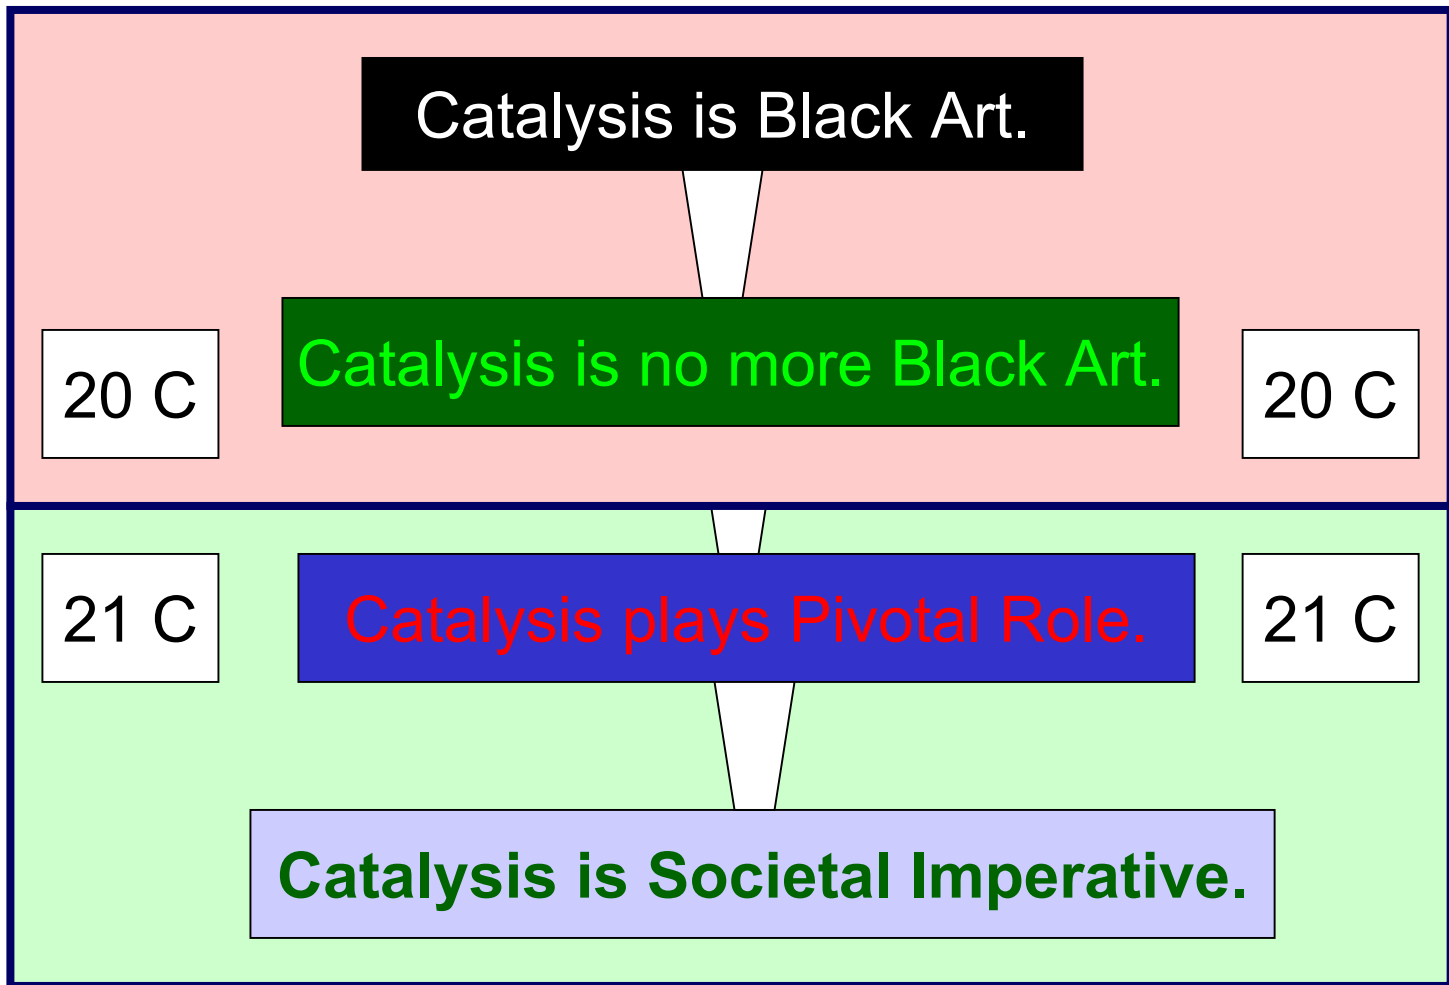 Catalysis is Black Art.
Catalysis is no more Black Art.
20 C
20 C
21 C
Catalysis plays Pivotal Role.
21 C
Catalysis is Societal Imperative.